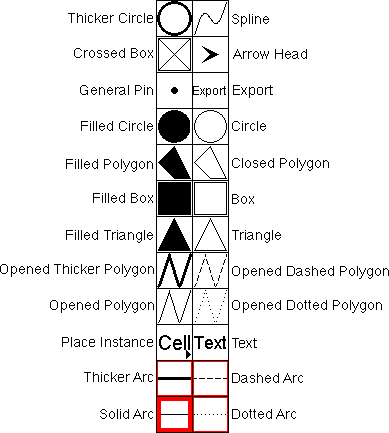 Thicker Circle Spline
Crossed Box Arrow Head
General Pin Export Export
Filled Circle Circle
Filled Polygon Closed Polygon
Filled Box Box
Filled Triangle Triangle
Opened Thicker Polygon Opened Dashed Polygon
Opened Polygon Opened Dotted Polygon
Place Instance Cell Text Text
Thicker Arc Dashed Arc
Solid Arc Dotted Arc